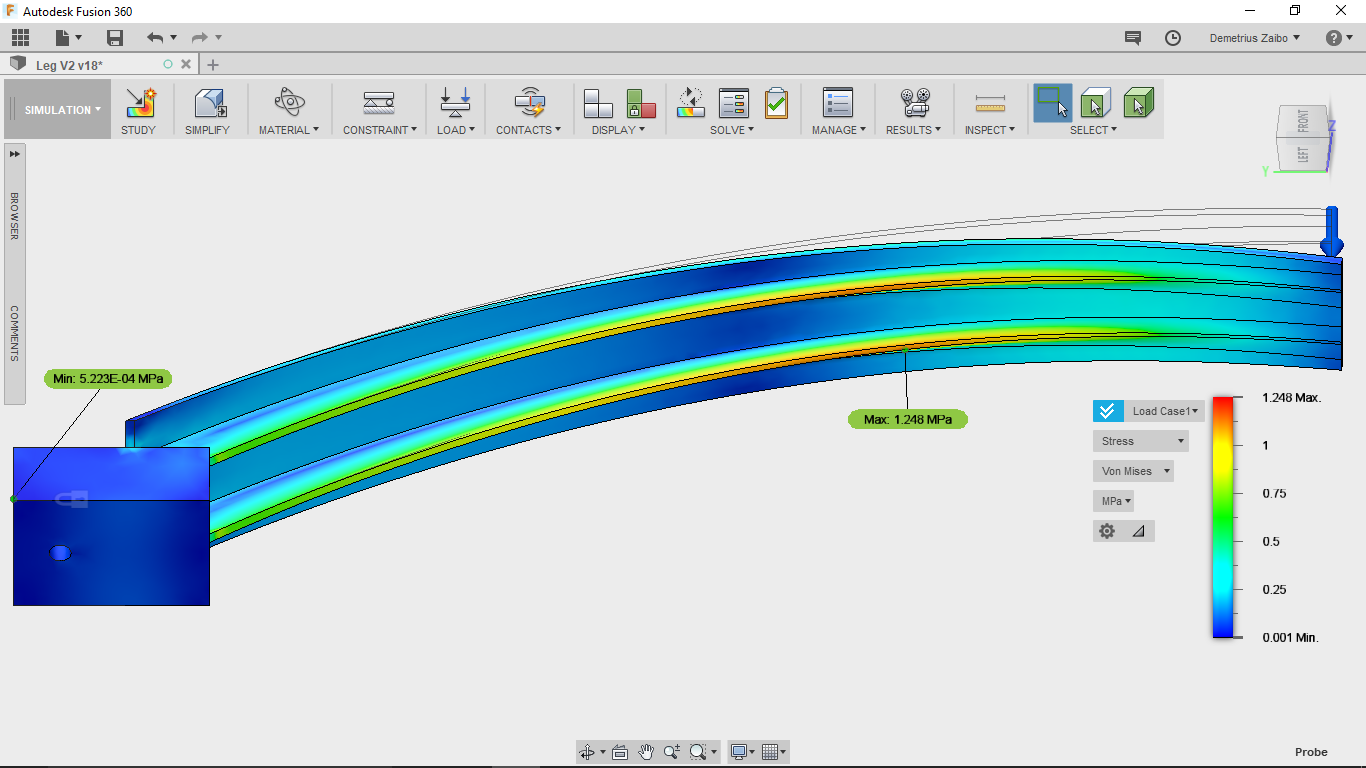 Autodesk Fusion 360
Demetrius Zaibo
Leg V2 v18*
SIMULATION
STUDY
SIMPLIFY
MATERIAL
CONSTRAINT
LOAD
CONTACTS
DISPLAY
SOLVE
MANAGE
RESULTS
INSPECT
SELECT
FRONT
LEFT
Z
Y
BROWSER
COMMENTS
Min: 5.223E-04 MPa
Max: 1.248 MPa
Load Case1
Stress
Von Mises
MPa
1.248 Max.
1
0.75
0.5
0.25
0.001 Min.
Probe